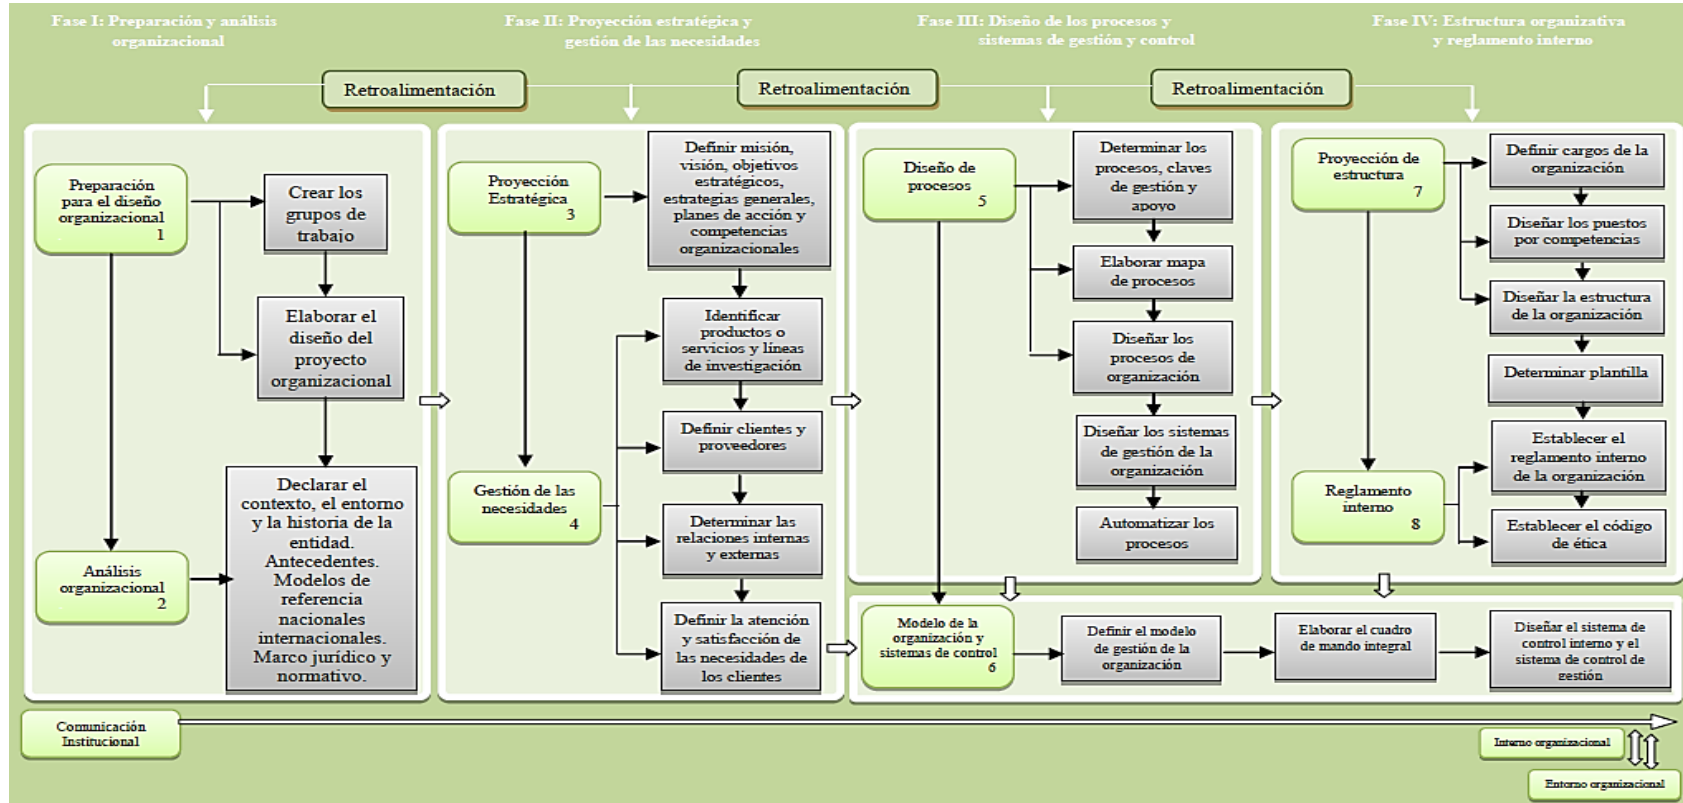 Fase I: Preparación y análisis
organizacional
Fase II: Proyección estratégica y
gestión de las necesidades
Fase III: Diseño de los procesos y
sistemas de gestión y control
Fase IV: Estructura organizativa
y reglamento interno
Retroalimentación
Retroalimentación
Retroalimentación
Preparación
para el diseño
organizacional
1
Crear los
grupos de
trabajo
Elaborar el
diseño del
proyecto
organizacional
Análisis
organizacional
2
Declarar el
contexto, el entorno
y la historia de la
entidad.
Antecedentes.
Modelos de
referencia
nacionales
internacionales.
Marco jurídico y
normativo.
Proyección
Estratégica
3
Definir misión,
visión, objetivos
estratégicos,
estrategias generales,
planes de acción y
competencias
organizacionales
Identificar
productos o
servicios y líneas
de investigación
Definir clientes y
proveedores
Gestión de las
necesidades
4
Determinar las
relaciones internas
y externas
Definir la atención
y satisfacción de
las necesidades de
los clientes
Diseño de
procesos
5
Determinar los
procesos, claves
de gestión y
apoyo
Elaborar mapa
de procesos
Diseñar los
procesos de
organización
Diseñar los sistemas
de gestión de la
organización
Automatizar los
procesos
Proyección de
estructura
7
Definir cargos de la
organización
Diseñar los puestos
por competencias
Diseñar la estructura
de la organización
Determinar plantilla
Establecer el
reglamento interno
de la organización
Reglamento
interno
8
Establecer el código
de ética
Modelo de la
organización y
sistemas de control
6
Definir el modelo
de gestión de la
organización
Elaborar el cuadro
de mando integral
Diseñar el sistema de
control interno y el
sistema de control de
gestión
Comunicación
Institucional
Interno organizacional
Entorno organizacional